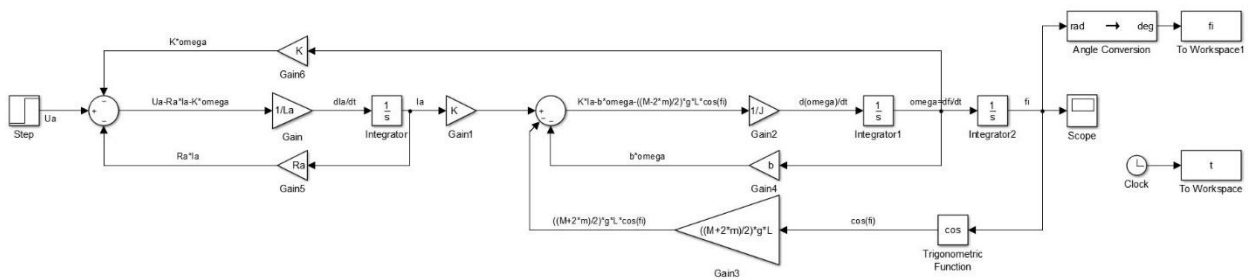 K*omega
K
Gain6
rad → deg
Angle Conversion
fi
To Workspace1
Step
Ua
+
−
−
Ua-Ra*Ia-K*omega
1/La
Gain
dIa/dt
1
s
Integrator
Ia
K
Gain1
+
−
−
K*Ia-b*omega-((M-2*m)/2)*g*L*cos(fi)
1/J
Gain2
d(omega)/dt
1
s
Integrator1
omega=dfi/dt
1
s
Integrator2
fi
Scope
Ra*Ia
Ra
Gain5
b*omega
b
Gain4
Clock
t
To Workspace
((M+2*m)/2)*g*L*cos(fi)
((M+2*m)/2)*g*L
Gain3
cos(fi)
cos
Trigonometric
Function